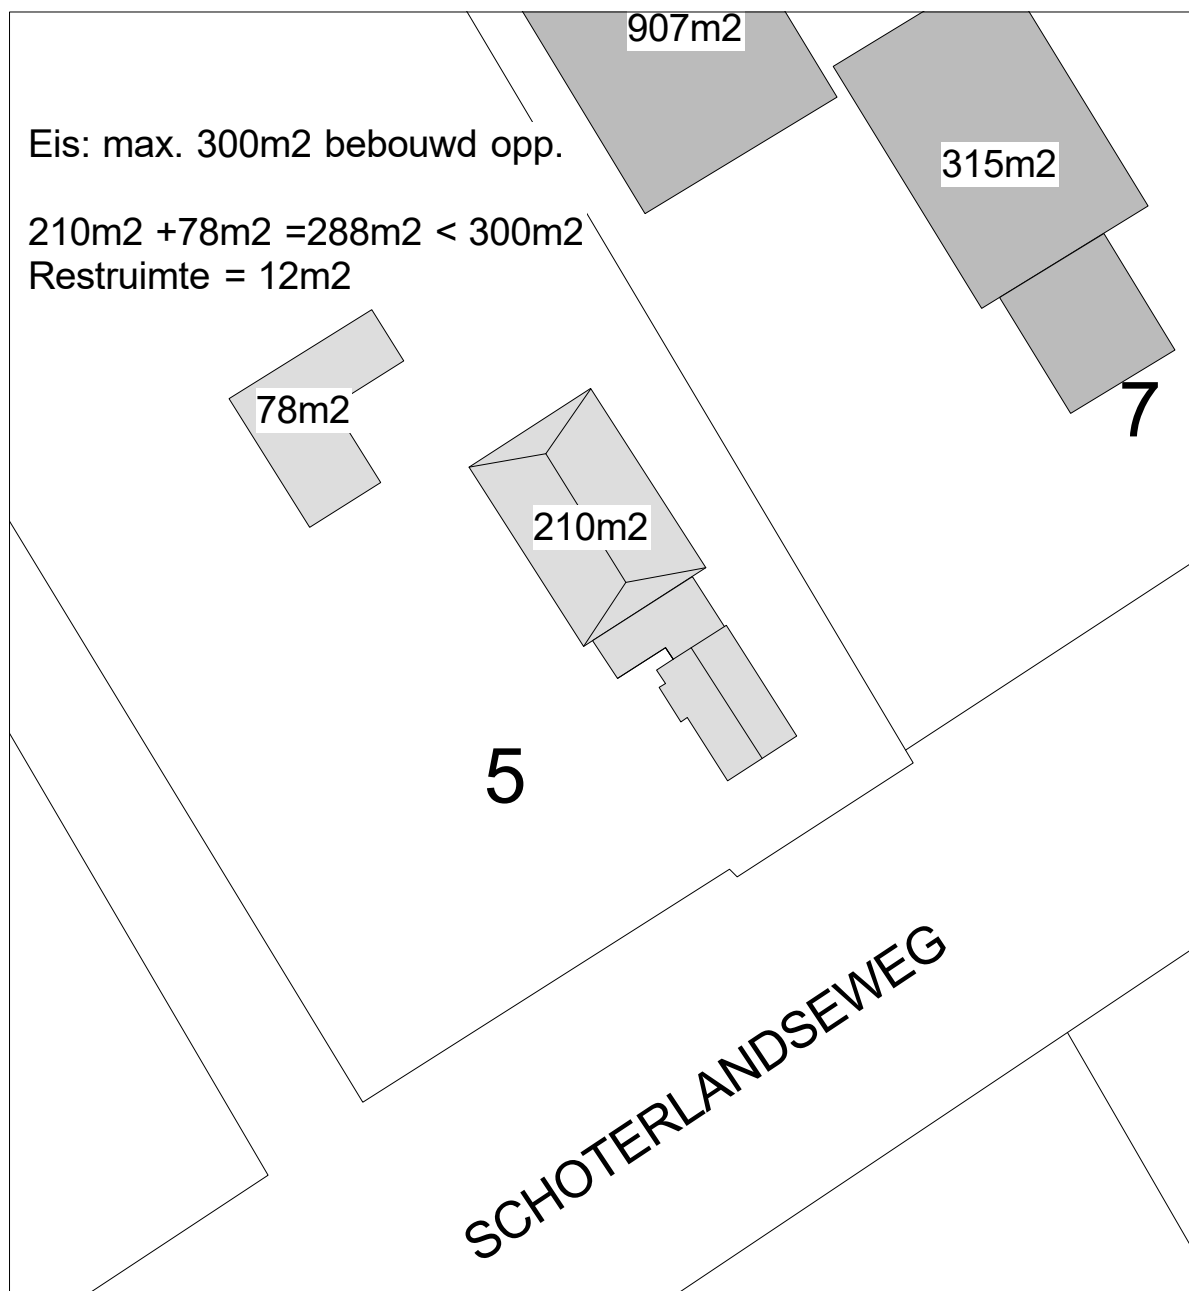 907m2
Eis: max. 300m2 bebouwd opp.
315m2
210m2 +78m2 =288m2 < 300m2
Restruimte = 12m2
78m2
7
210m2
5
SCHOTERLANDSEWEG